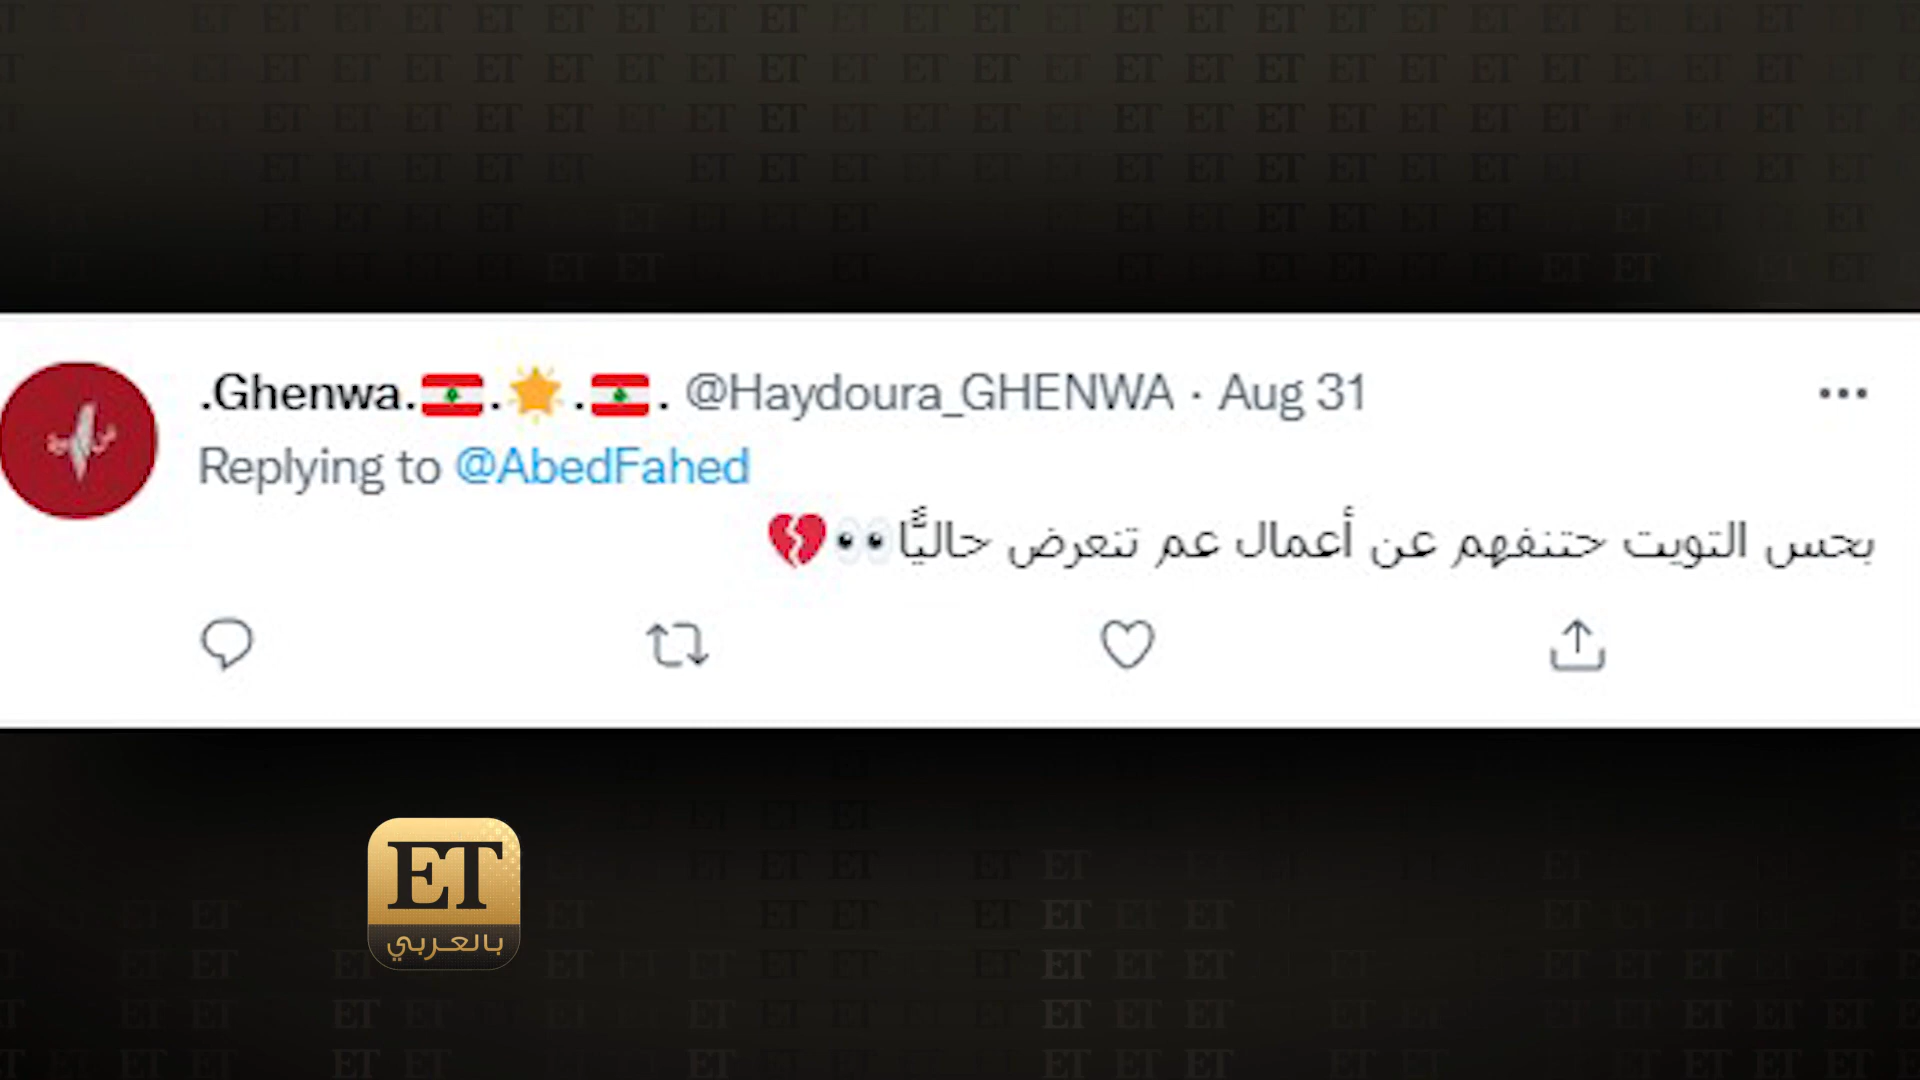 .Ghenwa.🇱🇧.🌟.🇱🇧. @Haydoura_GHENWA · Aug 31
Replying to @AbedFahed
بحس التويت حتنفهم عن أعمال عم تنعرض حاليًّا👀💔
ET
بالعربي